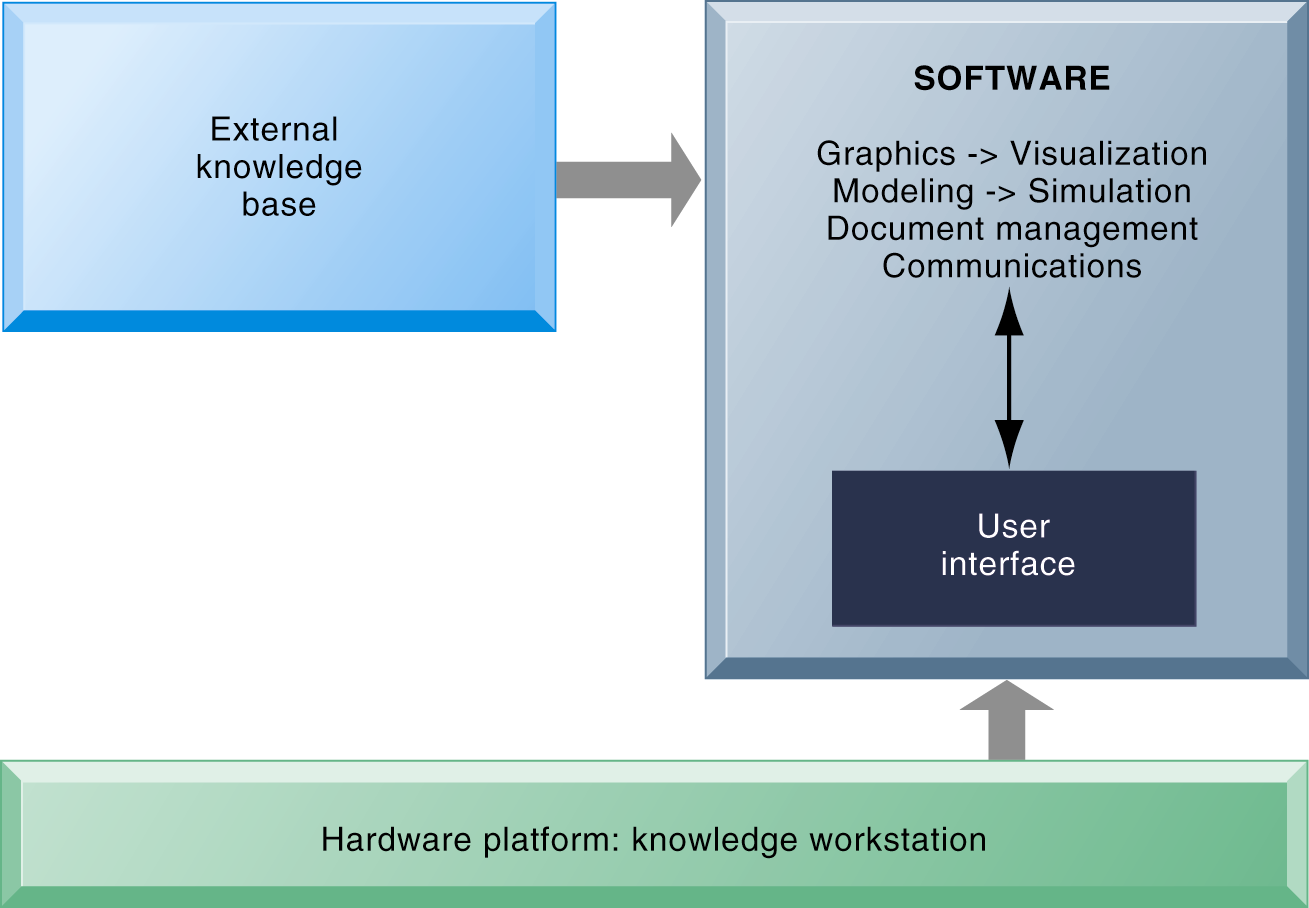 External
knowledge
base
SOFTWARE
Graphics -> Visualization
Modeling -> Simulation
Document management
Communications
User
interface
Hardware platform: knowledge workstation